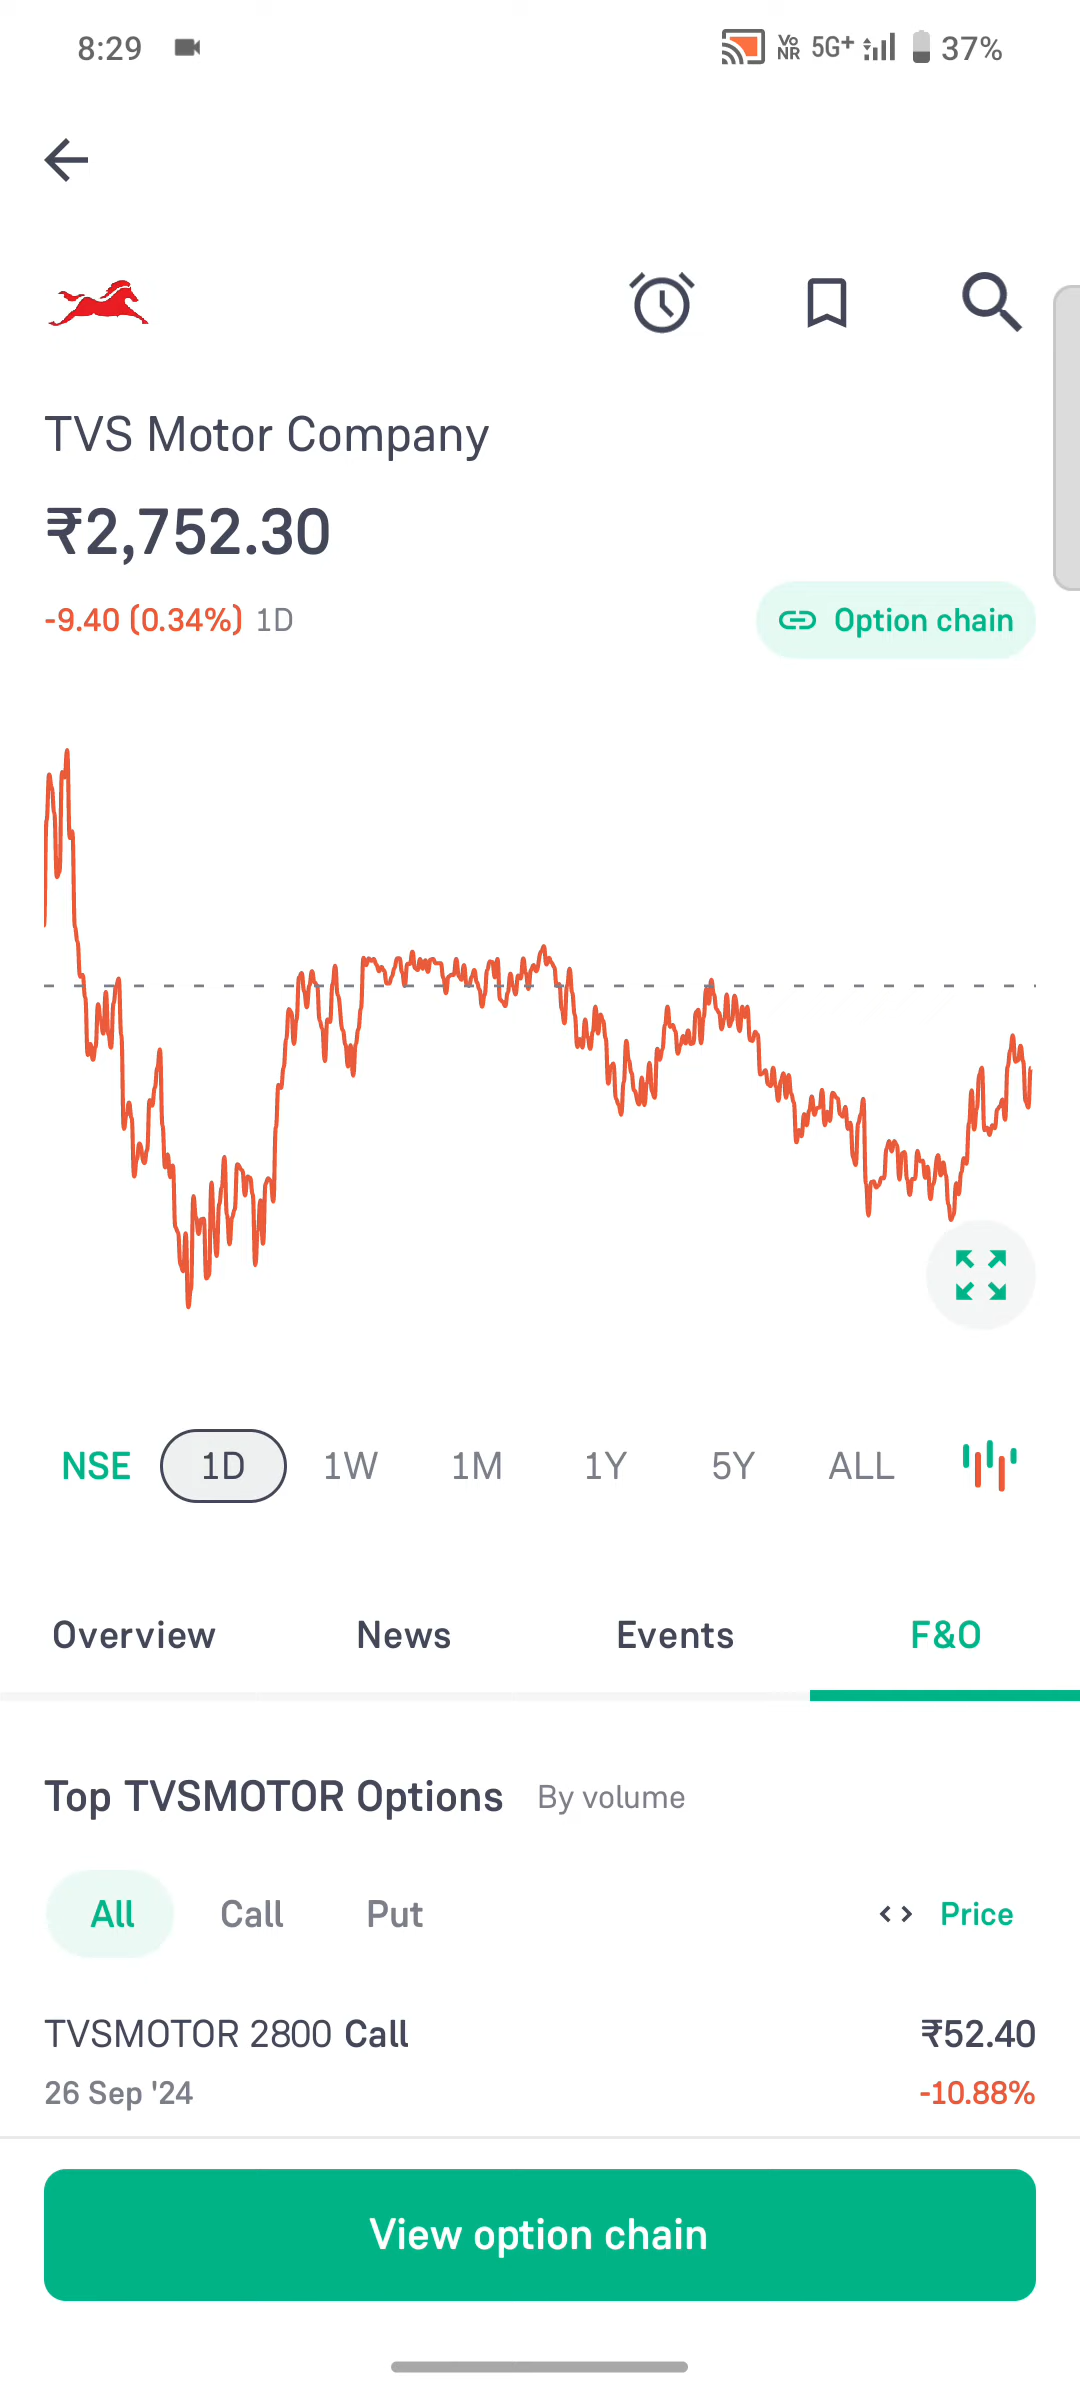 8:29
Vo NR 5G+ 37%
TVS Motor Company
₹2,752.30
-9.40 (0.34%) 1D
Option chain
NSE 1D 1W 1M 1Y 5Y ALL
Overview News Events F&O
Top TVSMOTOR Options By volume
All Call Put <> Price
TVSMOTOR 2800 Call ₹52.40
26 Sep '24 -10.88%
View option chain